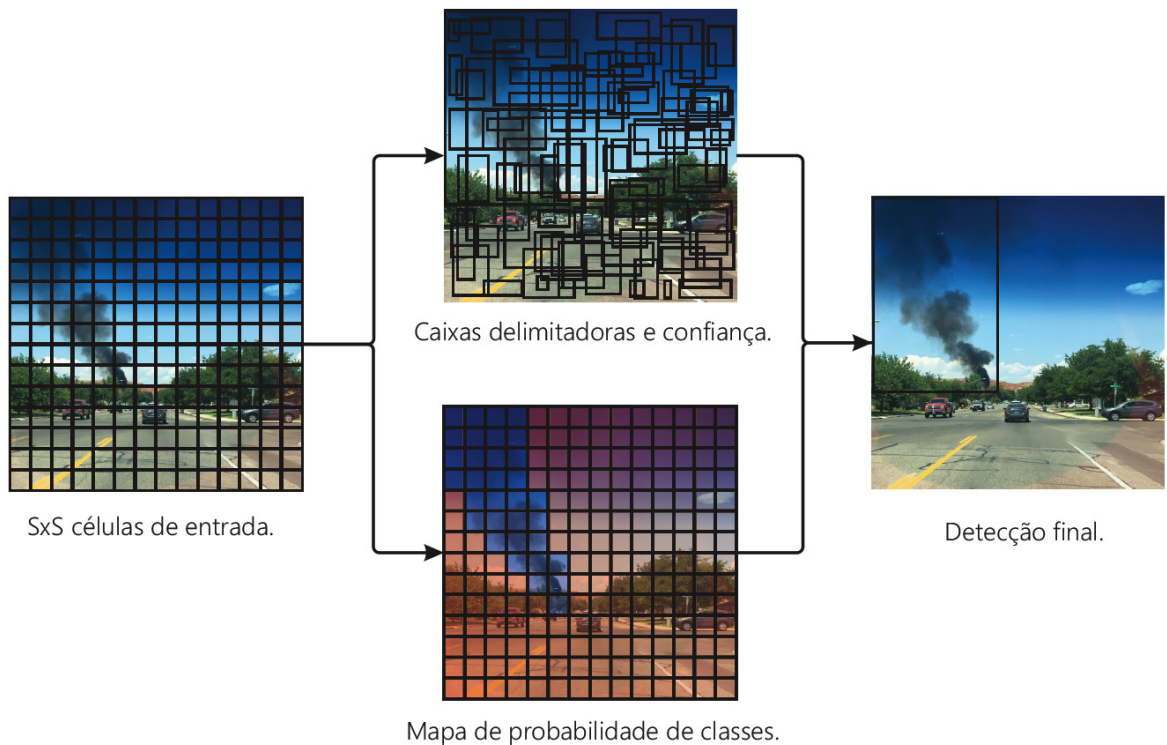 Caixas delimitadoras e confiança.
SxS células de entrada.
Detecção final.
Mapa de probabilidade de classes.